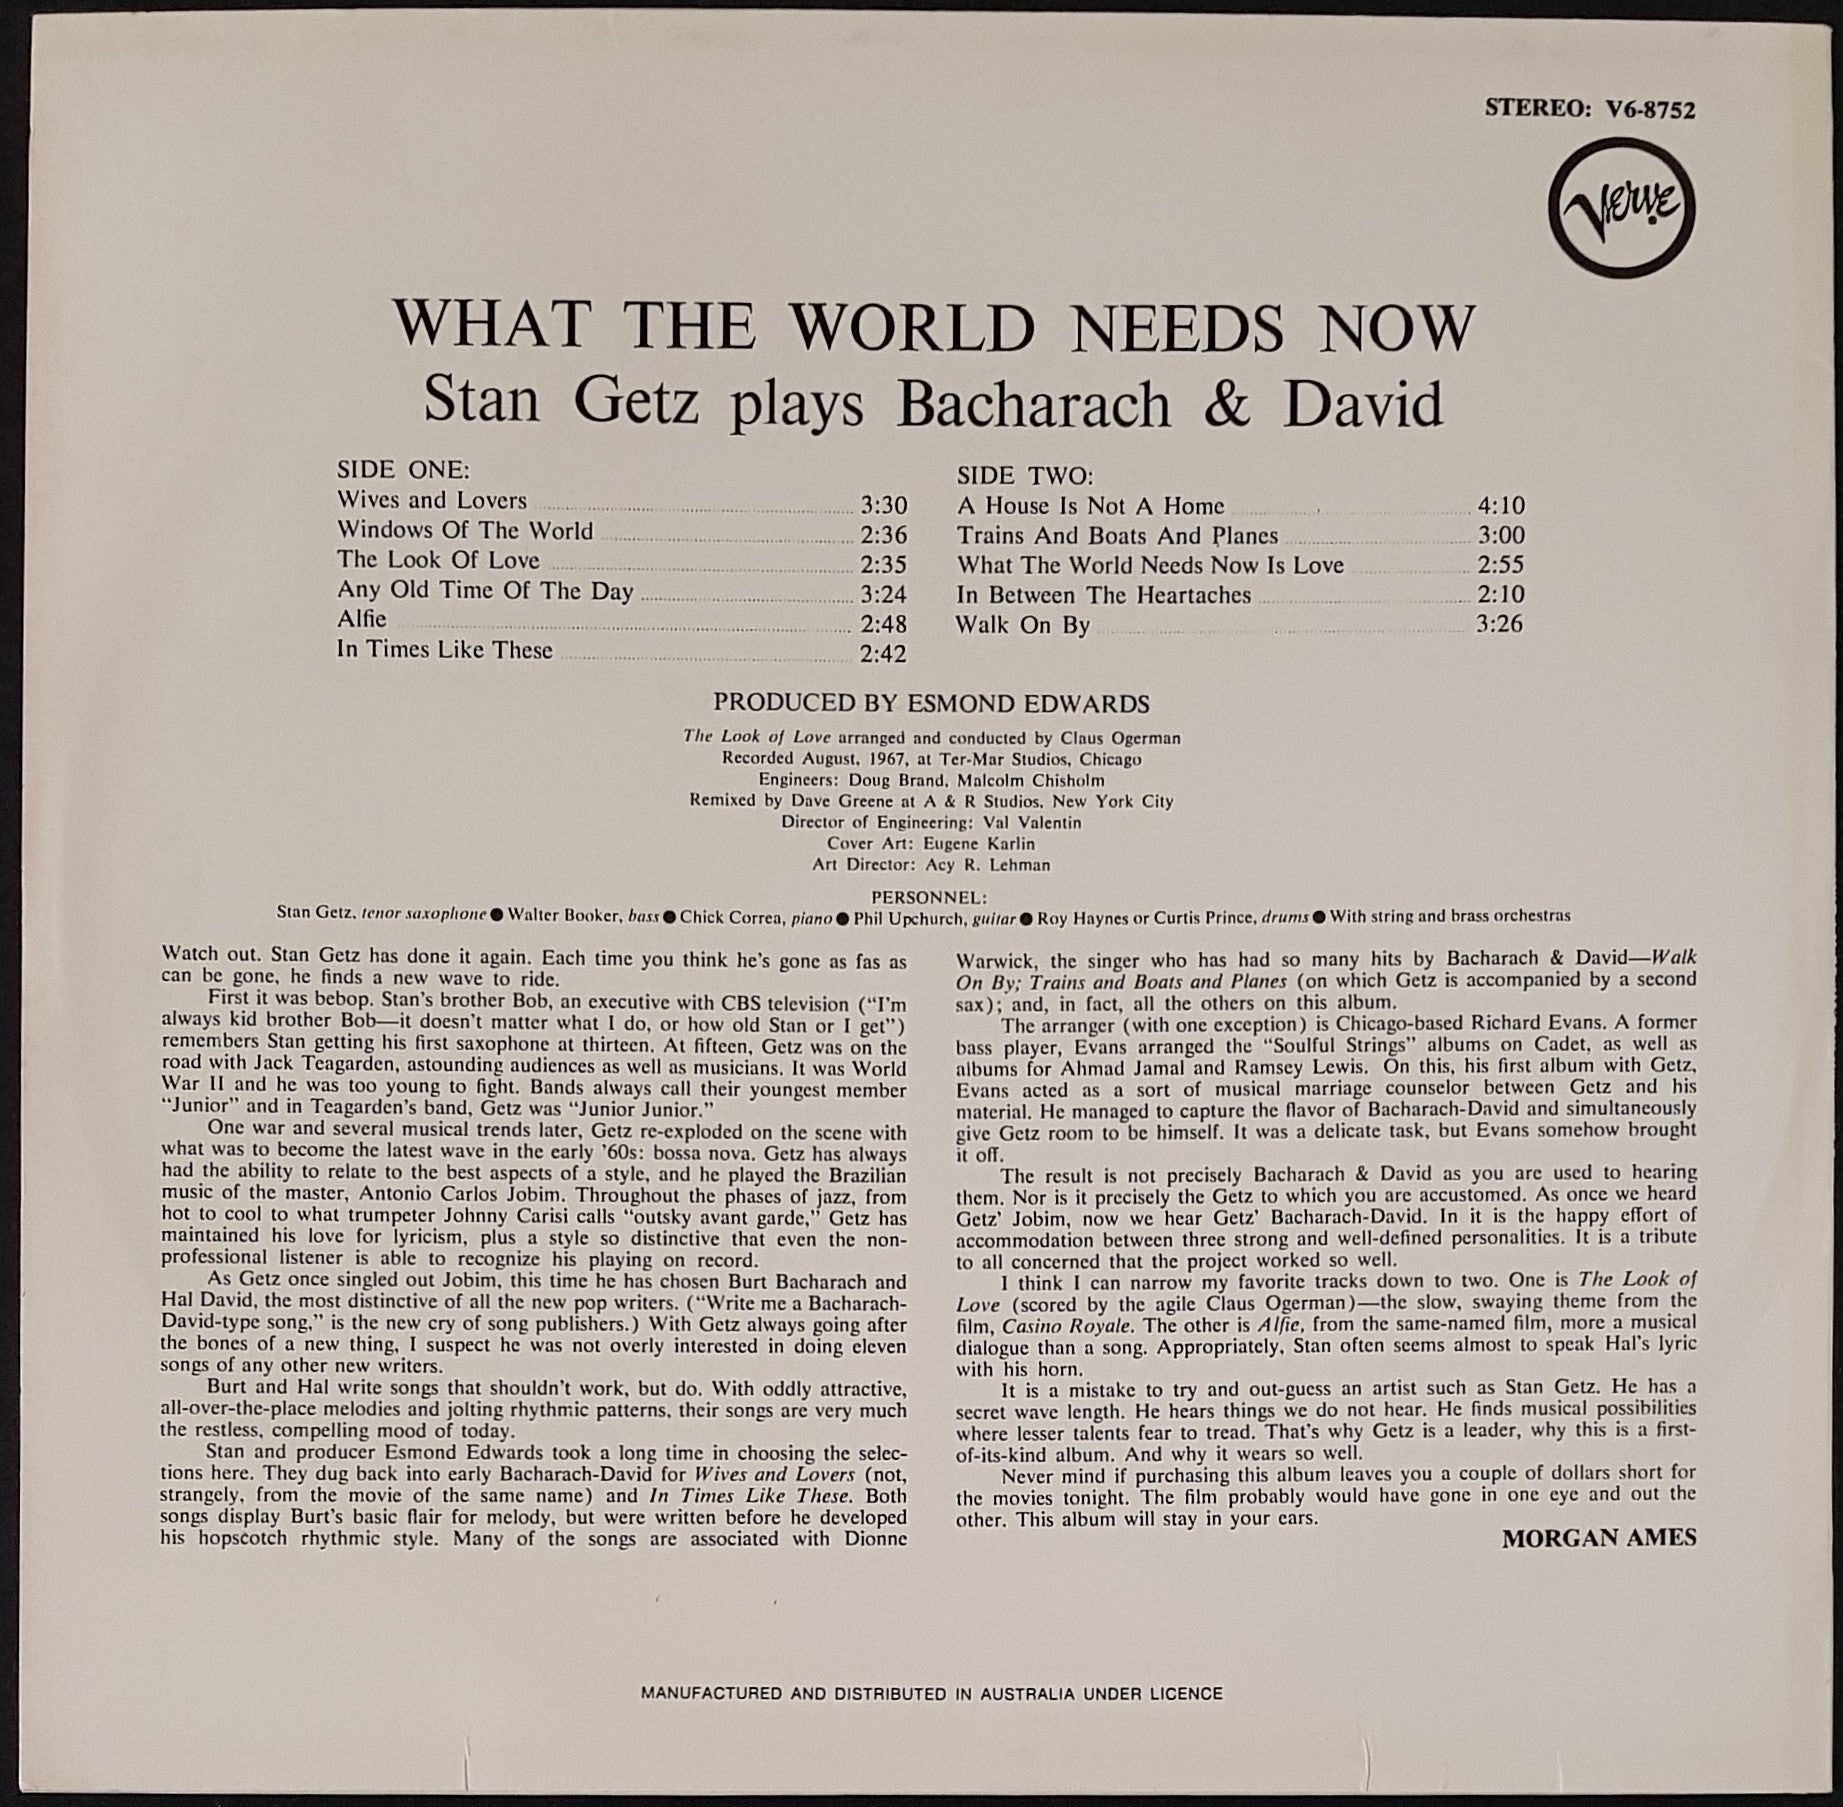 STEREO: V6-8752
Verve
WHAT THE WORLD NEEDS NOW
Stan Getz plays Bacharach & David
SIDE ONE:
Wives and Lovers 3:30
Windows Of The World 2:36
The Look Of Love 2:35
Any Old Time Of The Day 3:24
Alfie 2:48
In Times Like These 2:42
SIDE TWO:
A House Is Not A Home 4:10
Trains And Boats And Planes 3:00
What The World Needs Now Is Love 2:55
In Between The Heartaches 2:10
Walk On By 3:26
PRODUCED BY ESMOND EDWARDS
The Look of Love arranged and conducted by Claus Ogerman
Recorded August, 1967, at Ter-Mar Studios, Chicago
Engineers: Doug Brand, Malcolm Chisholm
Remixed by Dave Greene at A & R Studios, New York City
Director of Engineering: Val Valentin
Cover Art: Eugene Karlin
Art Director: Acy R. Lehman
PERSONNEL:
Stan Getz, tenor saxophone ● Walter Booker, bass ● Chick Correa, piano ● Phil Upchurch, guitar ● Roy Haynes or Curtis Prince, drums ● With string and brass orchestras
Watch out. Stan Getz has done it again. Each time you think he's gone as fas as
can be gone, he finds a new wave to ride.
First it was bebop. Stan's brother Bob, an executive with CBS television ("I'm
always kid brother Bob—it doesn't matter what I do, or how old Stan or I get")
remembers Stan getting his first saxophone at thirteen. At fifteen, Getz was on the
road with Jack Teagarden, astounding audiences as well as musicians. It was World
War II and he was too young to fight. Bands always call their youngest member
"Junior" and in Teagarden's band, Getz was "Junior Junior."
One war and several musical trends later, Getz re-exploded on the scene with
what was to become the latest wave in the early '60s: bossa nova. Getz has always
had the ability to relate to the best aspects of a style, and he played the Brazilian
music of the master, Antonio Carlos Jobim. Throughout the phases of jazz, from
hot to cool to what trumpeter Johnny Carisi calls "outsky avant garde," Getz has
maintained his love for lyricism, plus a style so distinctive that even the non-
professional listener is able to recognize his playing on record.
As Getz once singled out Jobim, this time he has chosen Burt Bacharach and
Hal David, the most distinctive of all the new pop writers. ("Write me a Bacharach-
David-type song," is the new cry of song publishers.) With Getz always going after
the bones of a new thing, I suspect he was not overly interested in doing eleven
songs of any other new writers.
Burt and Hal write songs that shouldn't work, but do. With oddly attractive,
all-over-the-place melodies and jolting rhythmic patterns, their songs are very much
the restless, compelling mood of today.
Stan and producer Esmond Edwards took a long time in choosing the selec-
tions here. They dug back into early Bacharach-David for Wives and Lovers (not,
strangely, from the movie of the same name) and In Times Like These. Both
songs display Burt's basic flair for melody, but were written before he developed
his hopscotch rhythmic style. Many of the songs are associated with Dionne
Warwick, the singer who has had so many hits by Bacharach & David—Walk
On By; Trains and Boats and Planes (on which Getz is accompanied by a second
sax); and, in fact, all the others on this album.
The arranger (with one exception) is Chicago-based Richard Evans. A former
bass player, Evans arranged the "Soulful Strings" albums on Cadet, as well as
albums for Ahmad Jamal and Ramsey Lewis. On this, his first album with Getz,
Evans acted as a sort of musical marriage counselor between Getz and his
material. He managed to capture the flavor of Bacharach-David and simultaneously
give Getz room to be himself. It was a delicate task, but Evans somehow brought
it off.
The result is not precisely Bacharach & David as you are used to hearing
them. Nor is it precisely the Getz to which you are accustomed. As once we heard
Getz' Jobim, now we hear Getz' Bacharach-David. In it is the happy effort of
accommodation between three strong and well-defined personalities. It is a tribute
to all concerned that the project worked so well.
I think I can narrow my favorite tracks down to two. One is The Look of
Love (scored by the agile Claus Ogerman)—the slow, swaying theme from the
film, Casino Royale. The other is Alfie, from the same-named film, more a musical
dialogue than a song. Appropriately, Stan often seems almost to speak Hal's lyric
with his horn.
It is a mistake to try and out-guess an artist such as Stan Getz. He has a
secret wave length. He hears things we do not hear. He finds musical possibilities
where lesser talents fear to tread. That's why Getz is a leader, why this is a first-
of-its-kind album. And why it wears so well.
Never mind if purchasing this album leaves you a couple of dollars short for
the movies tonight. The film probably would have gone in one eye and out the
other. This album will stay in your ears.
MORGAN AMES
MANUFACTURED AND DISTRIBUTED IN AUSTRALIA UNDER LICENCE